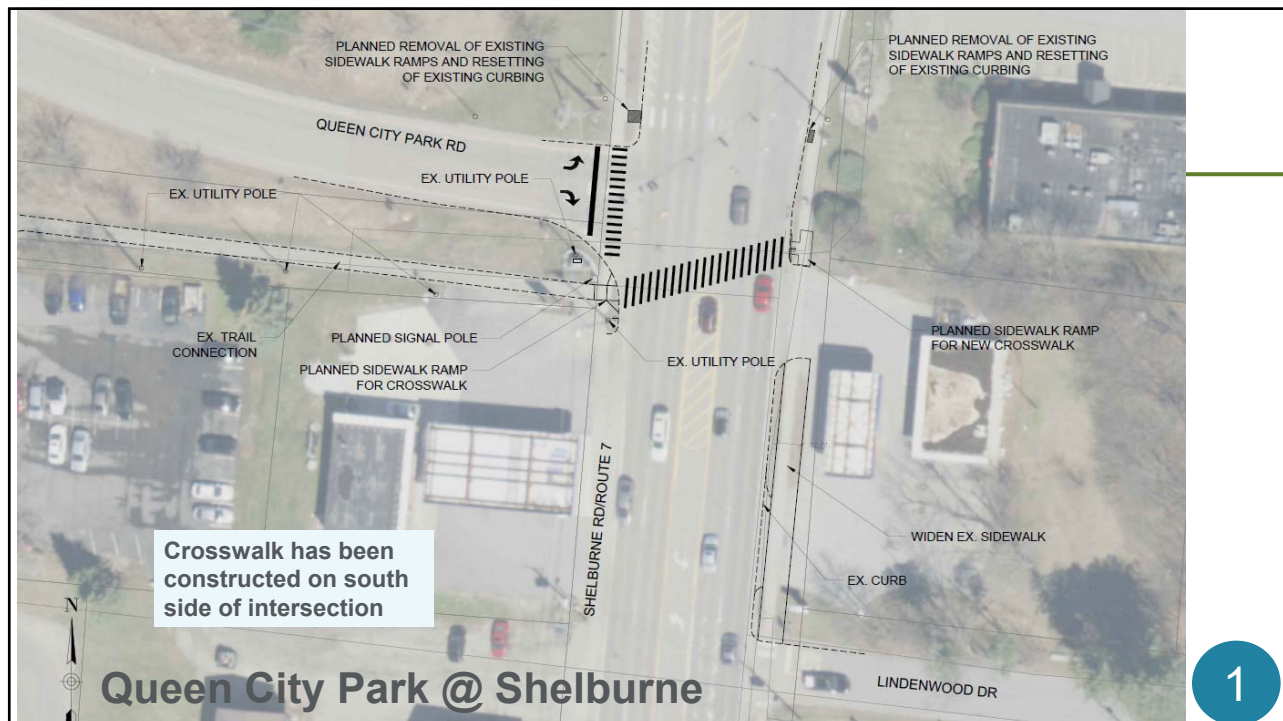 PLANNED REMOVAL OF EXISTING
SIDEWALK RAMPS AND RESETTING
OF EXISTING CURBING
PLANNED REMOVAL OF EXISTING
SIDEWALK RAMPS AND RESETTING
OF EXISTING CURBING
QUEEN CITY PARK RD
EX. UTILITY POLE
EX. UTILITY POLE
EX. TRAIL
CONNECTION
PLANNED SIGNAL POLE
PLANNED SIDEWALK RAMP
FOR CROSSWALK
EX. UTILITY POLE
PLANNED SIDEWALK RAMP
FOR NEW CROSSWALK
SHELBURNE RD/ROUTE 7
WIDEN EX. SIDEWALK
EX. CURB
Crosswalk has been
constructed on south
side of intersection
N
Queen City Park @ Shelburne
LINDENWOOD DR
1